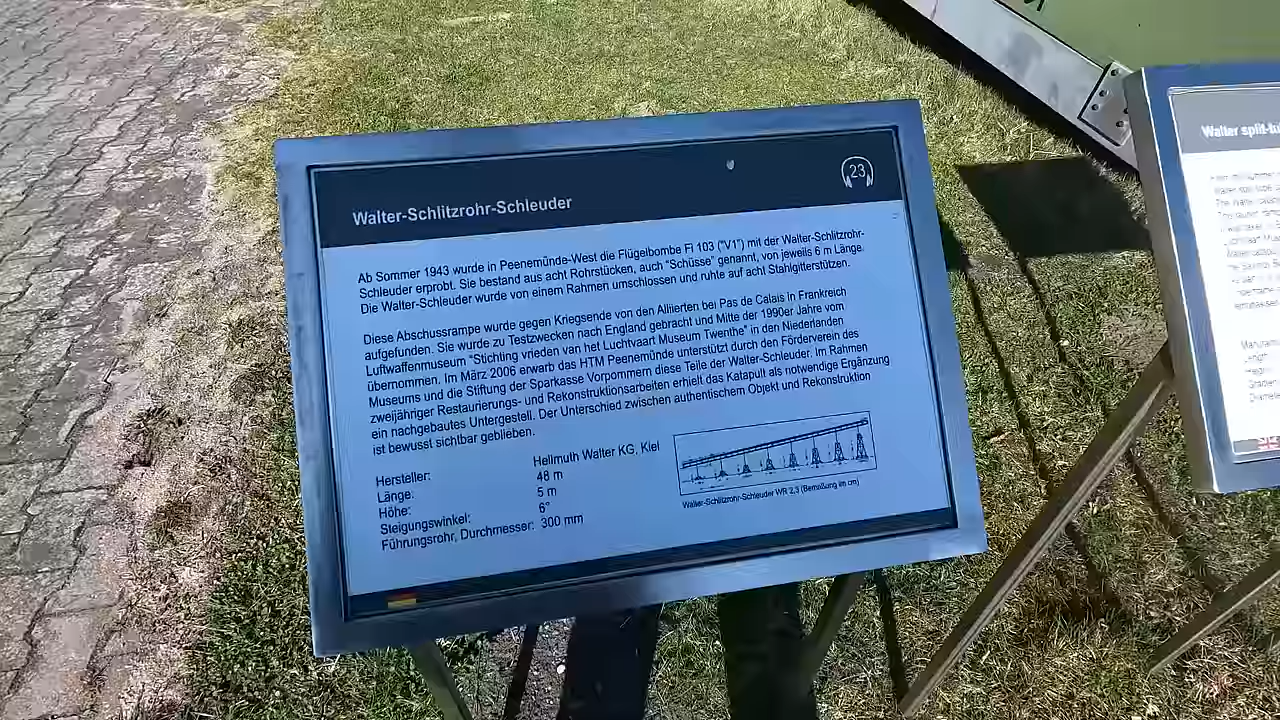 23
Walter-Schlitzrohr-Schleuder
Ab Sommer 1943 wurde in Peenemünde-West die Flügelbombe FI 103 ("V1") mit der Walter-Schlitzrohr-
Schleuder erprobt. Sie bestand aus acht Rohrstücken, auch "Schüsse" genannt, von jeweils 6 m Länge.
Die Walter-Schleuder wurde von einem Rahmen umschlossen und ruhte auf acht Stahlgitterstützen.
Diese Abschussrampe wurde gegen Kriegsende von den Alliierten bei Pas de Calais in Frankreich
aufgefunden. Sie wurde zu Testzwecken nach England gebracht und Mitte der 1990er Jahre vom
Luftwaffenmuseum "Stichting vrieden van het Luchtvaart Museum Twenthe" in den Niederlanden
übernommen. Im März 2006 erwarb das HTM Peenemünde unterstützt durch den Förderverein des
Museums und die Stiftung der Sparkasse Vorpommern diese Teile der Walter-Schleuder. Im Rahmen
zweijähriger Restaurierungs- und Rekonstruktionsarbeiten erhielt das Katapult als notwendige Ergänzung
ein nachgebautes Untergestell. Der Unterschied zwischen authentischem Objekt und Rekonstruktion
ist bewusst sichtbar geblieben.
Hersteller: Hellmuth Walter KG, Kiel
Länge: 48 m
Höhe: 5 m
Steigungswinkel: 6°
Führungsrohr, Durchmesser: 300 mm
Walter-Schlitzrohr-Schleuder WR 2,3 (Bemaßung im cm)
Walter split-tu